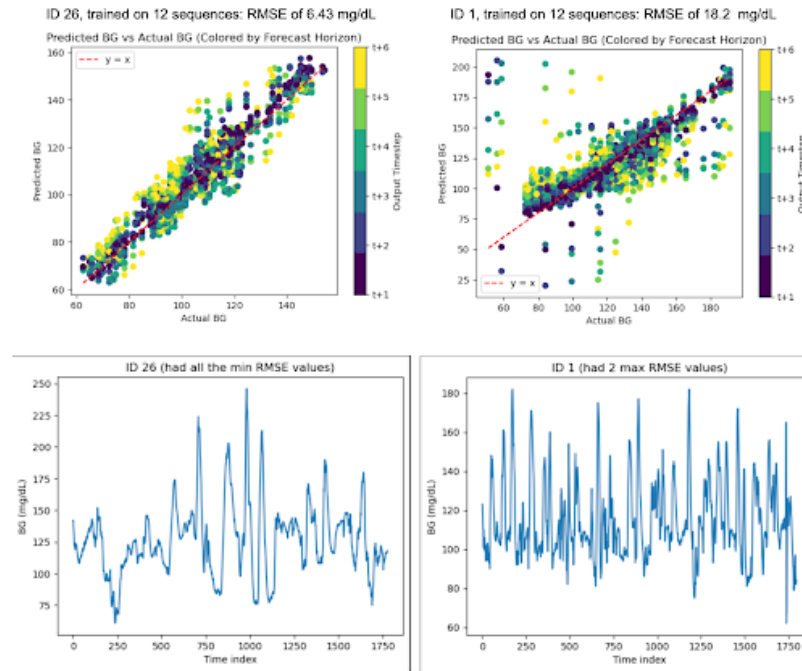 ID 26, trained on 12 sequences: RMSE of 6.43 mg/dL
Predicted BG vs Actual BG (Colored by Forecast Horizon)
160
140
120
100
80
60
Predicted BG
y = x
60
80
100
120
140
Actual BG
t+6
t+5
t+4
t+3
t+2
t+1
Output Timestep
ID 1, trained on 12 sequences: RMSE of 18.2 mg/dL
Predicted BG vs Actual BG (Colored by Forecast Horizon)
200
175
150
125
100
75
50
25
Predicted BG
y = x
60
80
100
120
140
160
180
Actual BG
t+6
t+5
t+4
t+3
t+2
t+1
Output Timestep
ID 26 (had all the min RMSE values)
250
225
200
175
150
125
100
75
BG (mg/dL)
0
250
500
750
1000
1250
1500
1750
Time index
ID 1 (had 2 max RMSE values)
180
160
140
120
100
80
60
BG (mg/dL)
0
250
500
750
1000
1250
1500
1750
Time index